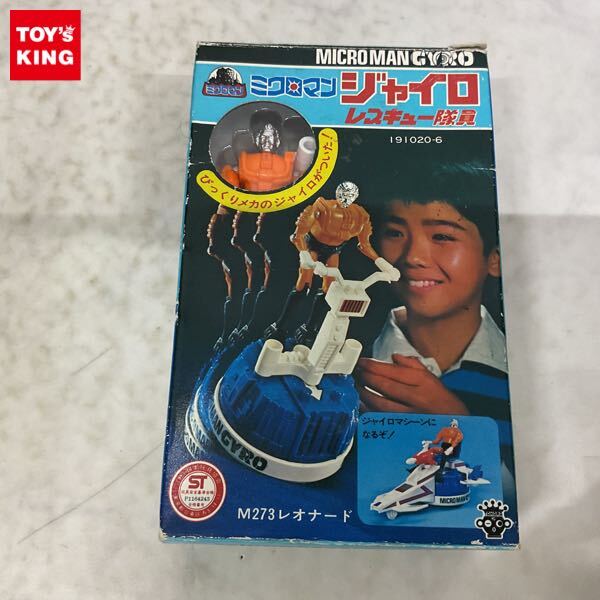 TOY'S
KING
MICROMAN GYRO
ミクロマン
ミクロマン
ジャイロ
レスキュー隊員
191020-6
びっくりメカのジャイロがついた!
MAN GYRO
ジャイロマシーンに
なるぞ!
MICROMAN
ST
P1164245
M273レオナード